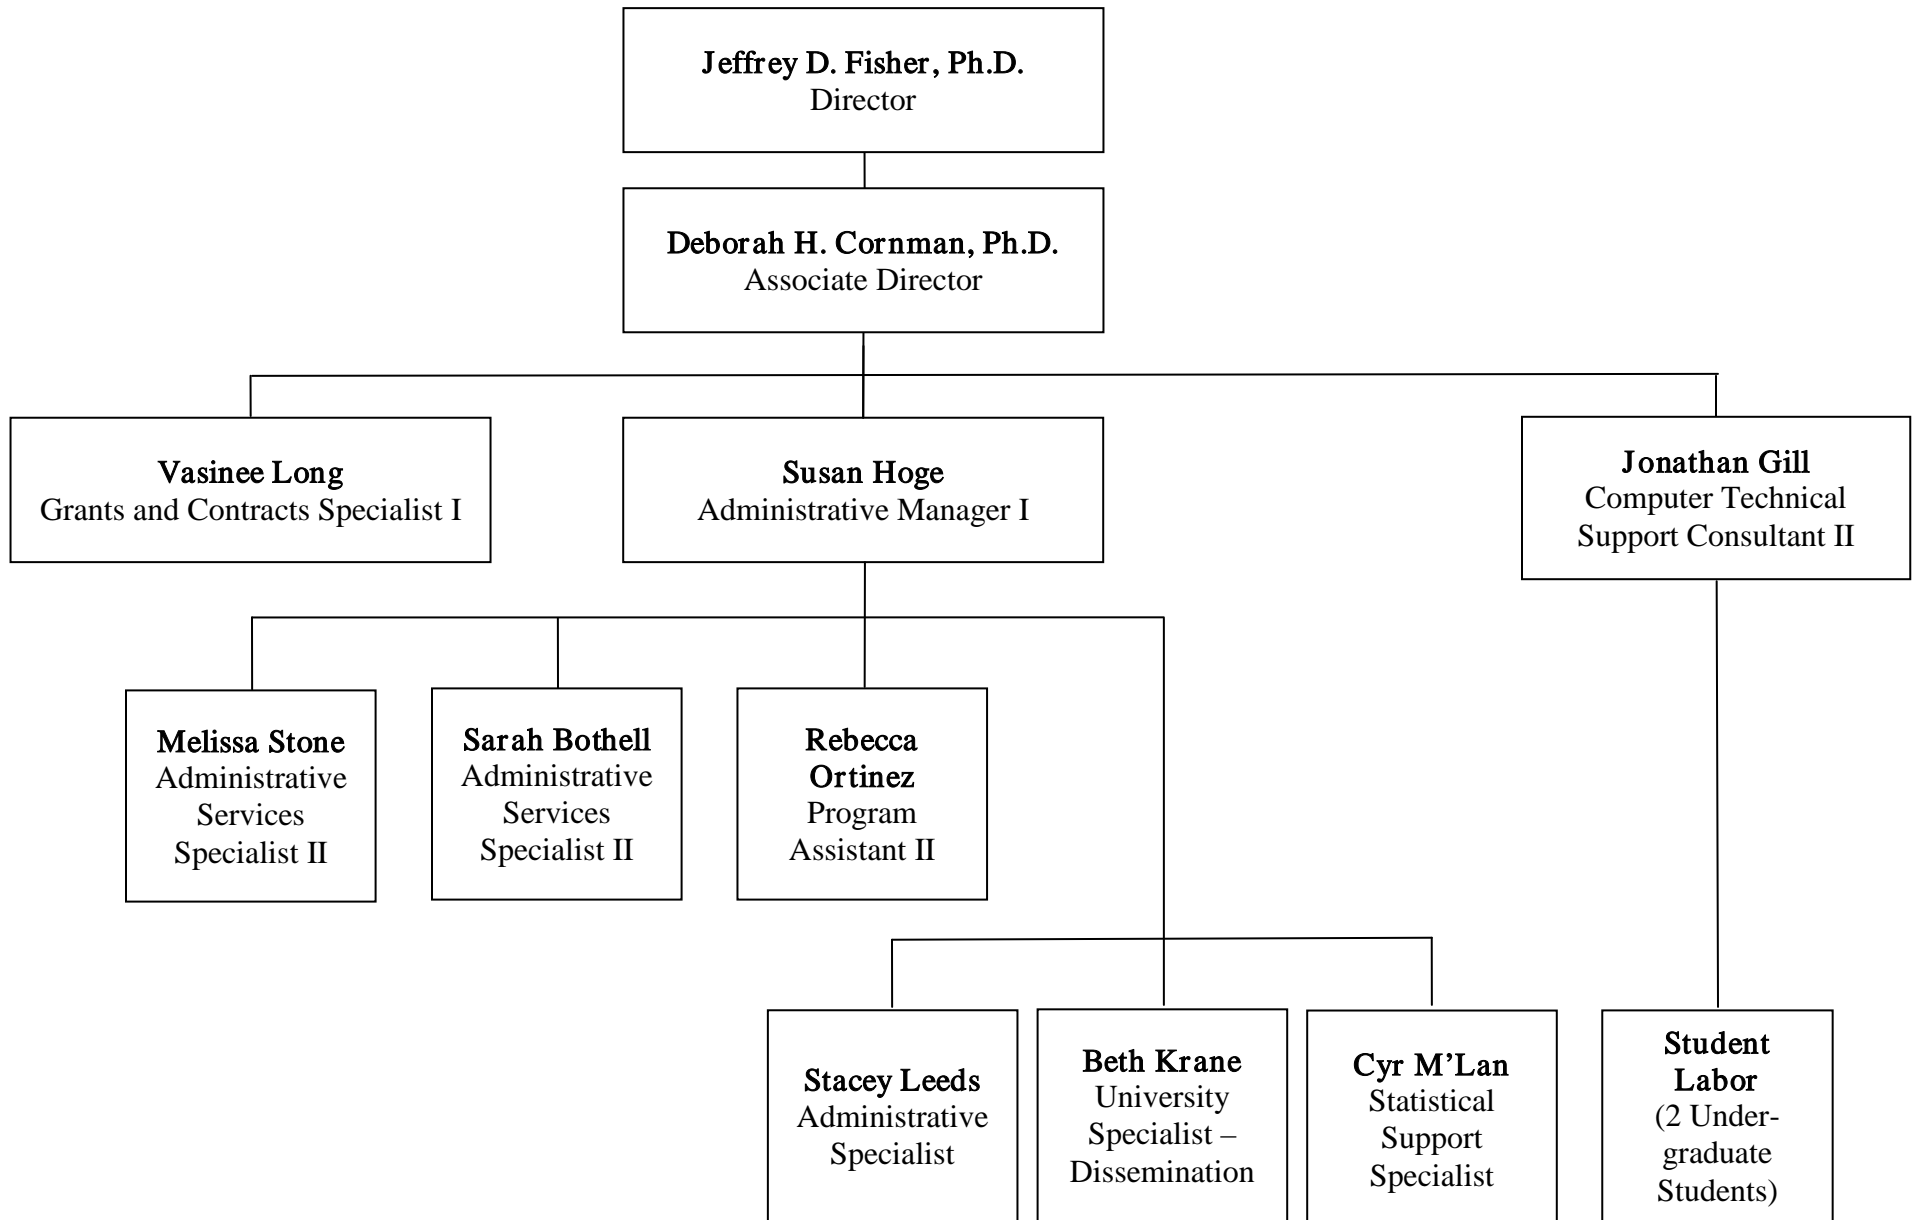 Jeffrey D. Fisher, Ph.D.
Director
Deborah H. Cornman, Ph.D.
Associate Director
Vasinee Long
Grants and Contracts Specialist I
Susan Hoge
Administrative Manager I
Jonathan Gill
Computer Technical
Support Consultant II
Melissa Stone
Administrative
Services
Specialist II
Sarah Bothell
Administrative
Services
Specialist II
Rebecca
Ortinez
Program
Assistant II
Stacey Leeds
Administrative
Specialist
Beth Krane
University
Specialist –
Dissemination
Cyr M’Lan
Statistical
Support
Specialist
Student
Labor
(2 Under-
graduate
Students)